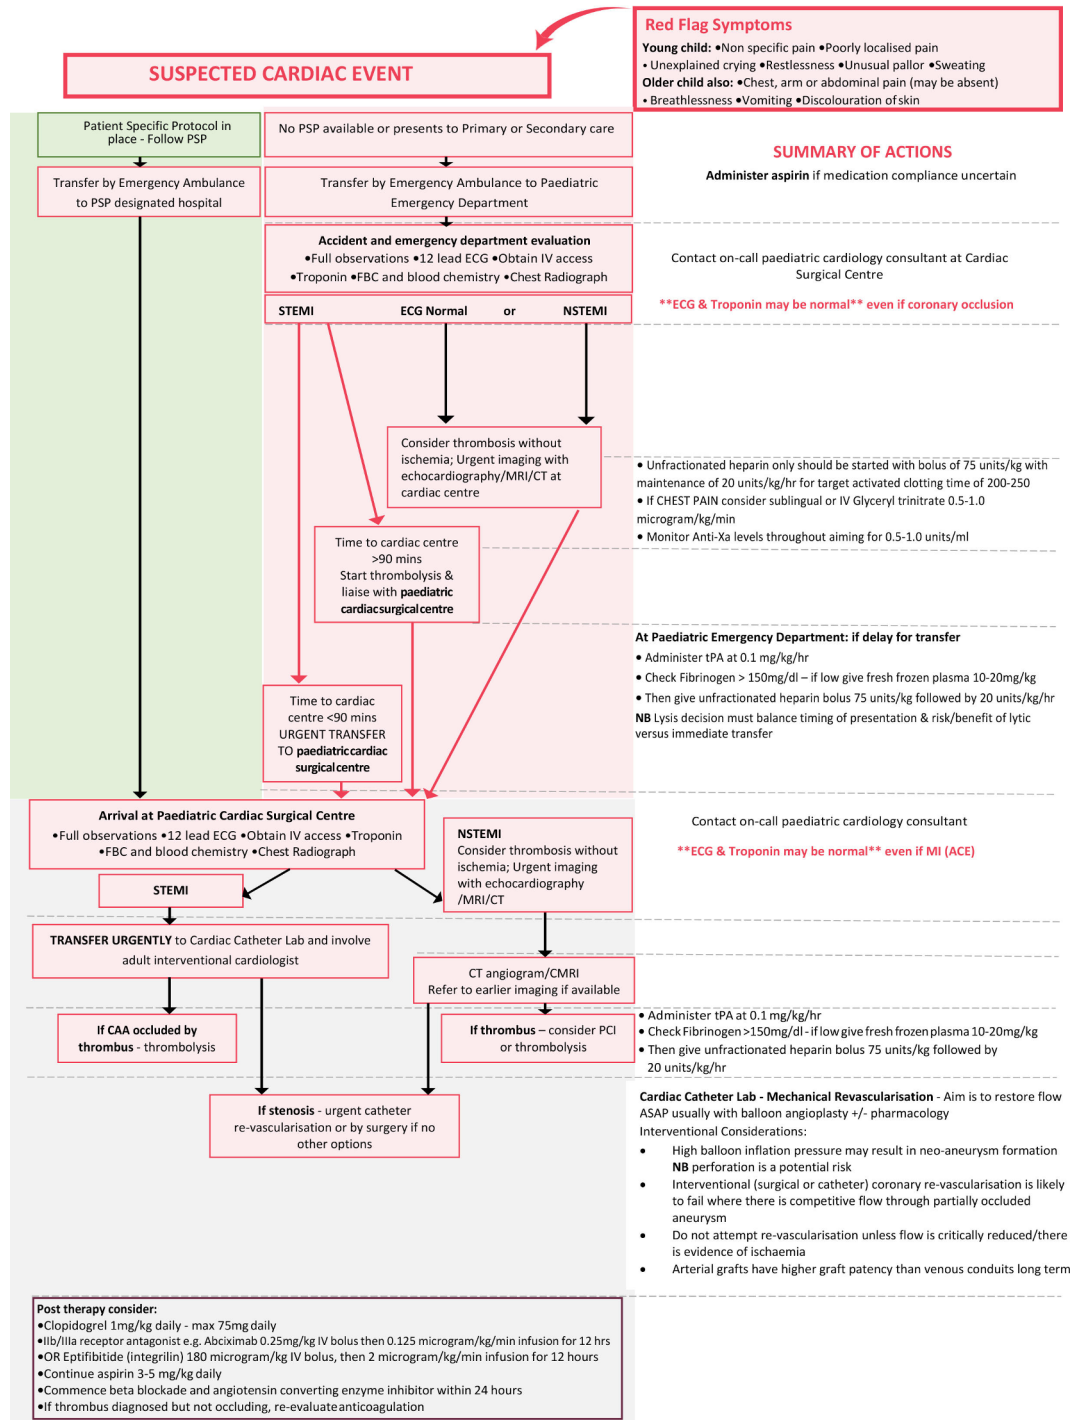 Red Flag Symptoms
Young child: •Non specific pain •Poorly localised pain
• Unexplained crying •Restlessness •Unusual pallor •Sweating
Older child also: •Chest, arm or abdominal pain (may be absent)
• Breathlessness •Vomiting •Discolouration of skin
SUSPECTED CARDIAC EVENT
Patient Specific Protocol in
place - Follow PSP
No PSP available or presents to Primary or Secondary care
SUMMARY OF ACTIONS
Administer aspirin if medication compliance uncertain
Transfer by Emergency Ambulance
to PSP designated hospital
Transfer by Emergency Ambulance to Paediatric
Emergency Department
Accident and emergency department evaluation
•Full observations •12 lead ECG •Obtain IV access
•Troponin •FBC and blood chemistry •Chest Radiograph
Contact on-call paediatric cardiology consultant at Cardiac
Surgical Centre
**ECG & Troponin may be normal** even if coronary occlusion
STEMI ECG Normal or NSTEMI
Consider thrombosis without
ischemia; Urgent imaging with
echocardiography/MRI/CT at
cardiac centre
• Unfractionated heparin only should be started with bolus of 75 units/kg with
maintenance of 20 units/kg/hr for target activated clotting time of 200-250
• If CHEST PAIN consider sublingual or IV Glyceryl trinitrate 0.5-1.0
microgram/kg/min
• Monitor Anti-Xa levels throughout aiming for 0.5-1.0 units/ml
Time to cardiac centre
>90 mins
Start thrombolysis &
liaise with paediatric
cardiac surgical centre
At Paediatric Emergency Department: if delay for transfer
• Administer tPA at 0.1 mg/kg/hr
• Check Fibrinogen > 150mg/dl – if low give fresh frozen plasma 10-20mg/kg
• Then give unfractionated heparin bolus 75 units/kg followed by 20 units/kg/hr
NB Lysis decision must balance timing of presentation & risk/benefit of lytic
versus immediate transfer
Time to cardiac
centre <90 mins
URGENT TRANSFER
TO paediatric cardiac
surgical centre
Arrival at Paediatric Cardiac Surgical Centre
•Full observations •12 lead ECG •Obtain IV access •Troponin
•FBC and blood chemistry •Chest Radiograph
Contact on-call paediatric cardiology consultant
**ECG & Troponin may be normal** even if MI (ACE)
NSTEMI
Consider thrombosis without
ischemia; Urgent imaging
with echocardiography
/MRI/CT
STEMI
TRANSFER URGENTLY to Cardiac Catheter Lab and involve
adult interventional cardiologist
CT angiogram/CMRI
Refer to earlier imaging if available
If CAA occluded by
thrombus - thrombolysis
If thrombus – consider PCI
or thrombolysis
• Administer tPA at 0.1 mg/kg/hr
• Check Fibrinogen >150mg/dl - if low give fresh frozen plasma 10-20mg/kg
• Then give unfractionated heparin bolus 75 units/kg followed by
20 units/kg/hr
If stenosis - urgent catheter
re-vascularisation or by surgery if no
other options
Cardiac Catheter Lab - Mechanical Revascularisation - Aim is to restore flow
ASAP usually with balloon angioplasty +/- pharmacology
Interventional Considerations:
• High balloon inflation pressure may result in neo-aneurysm formation
NB perforation is a potential risk
• Interventional (surgical or catheter) coronary re-vascularisation is likely
to fail where there is competitive flow through partially occluded
aneurysm
• Do not attempt re-vascularisation unless flow is critically reduced/there
is evidence of ischaemia
• Arterial grafts have higher graft patency than venous conduits long term
Post therapy consider:
•Clopidogrel 1mg/kg daily - max 75mg daily
•IIb/IIIa receptor antagonist e.g. Abciximab 0.25mg/kg IV bolus then 0.125 microgram/kg/min infusion for 12 hrs
•OR Eptifibitide (integrilin) 180 microgram/kg IV bolus, then 2 microgram/kg/min infusion for 12 hours
•Continue aspirin 3-5 mg/kg daily
•Commence beta blockade and angiotensin converting enzyme inhibitor within 24 hours
•If thrombus diagnosed but not occluding, re-evaluate anticoagulation